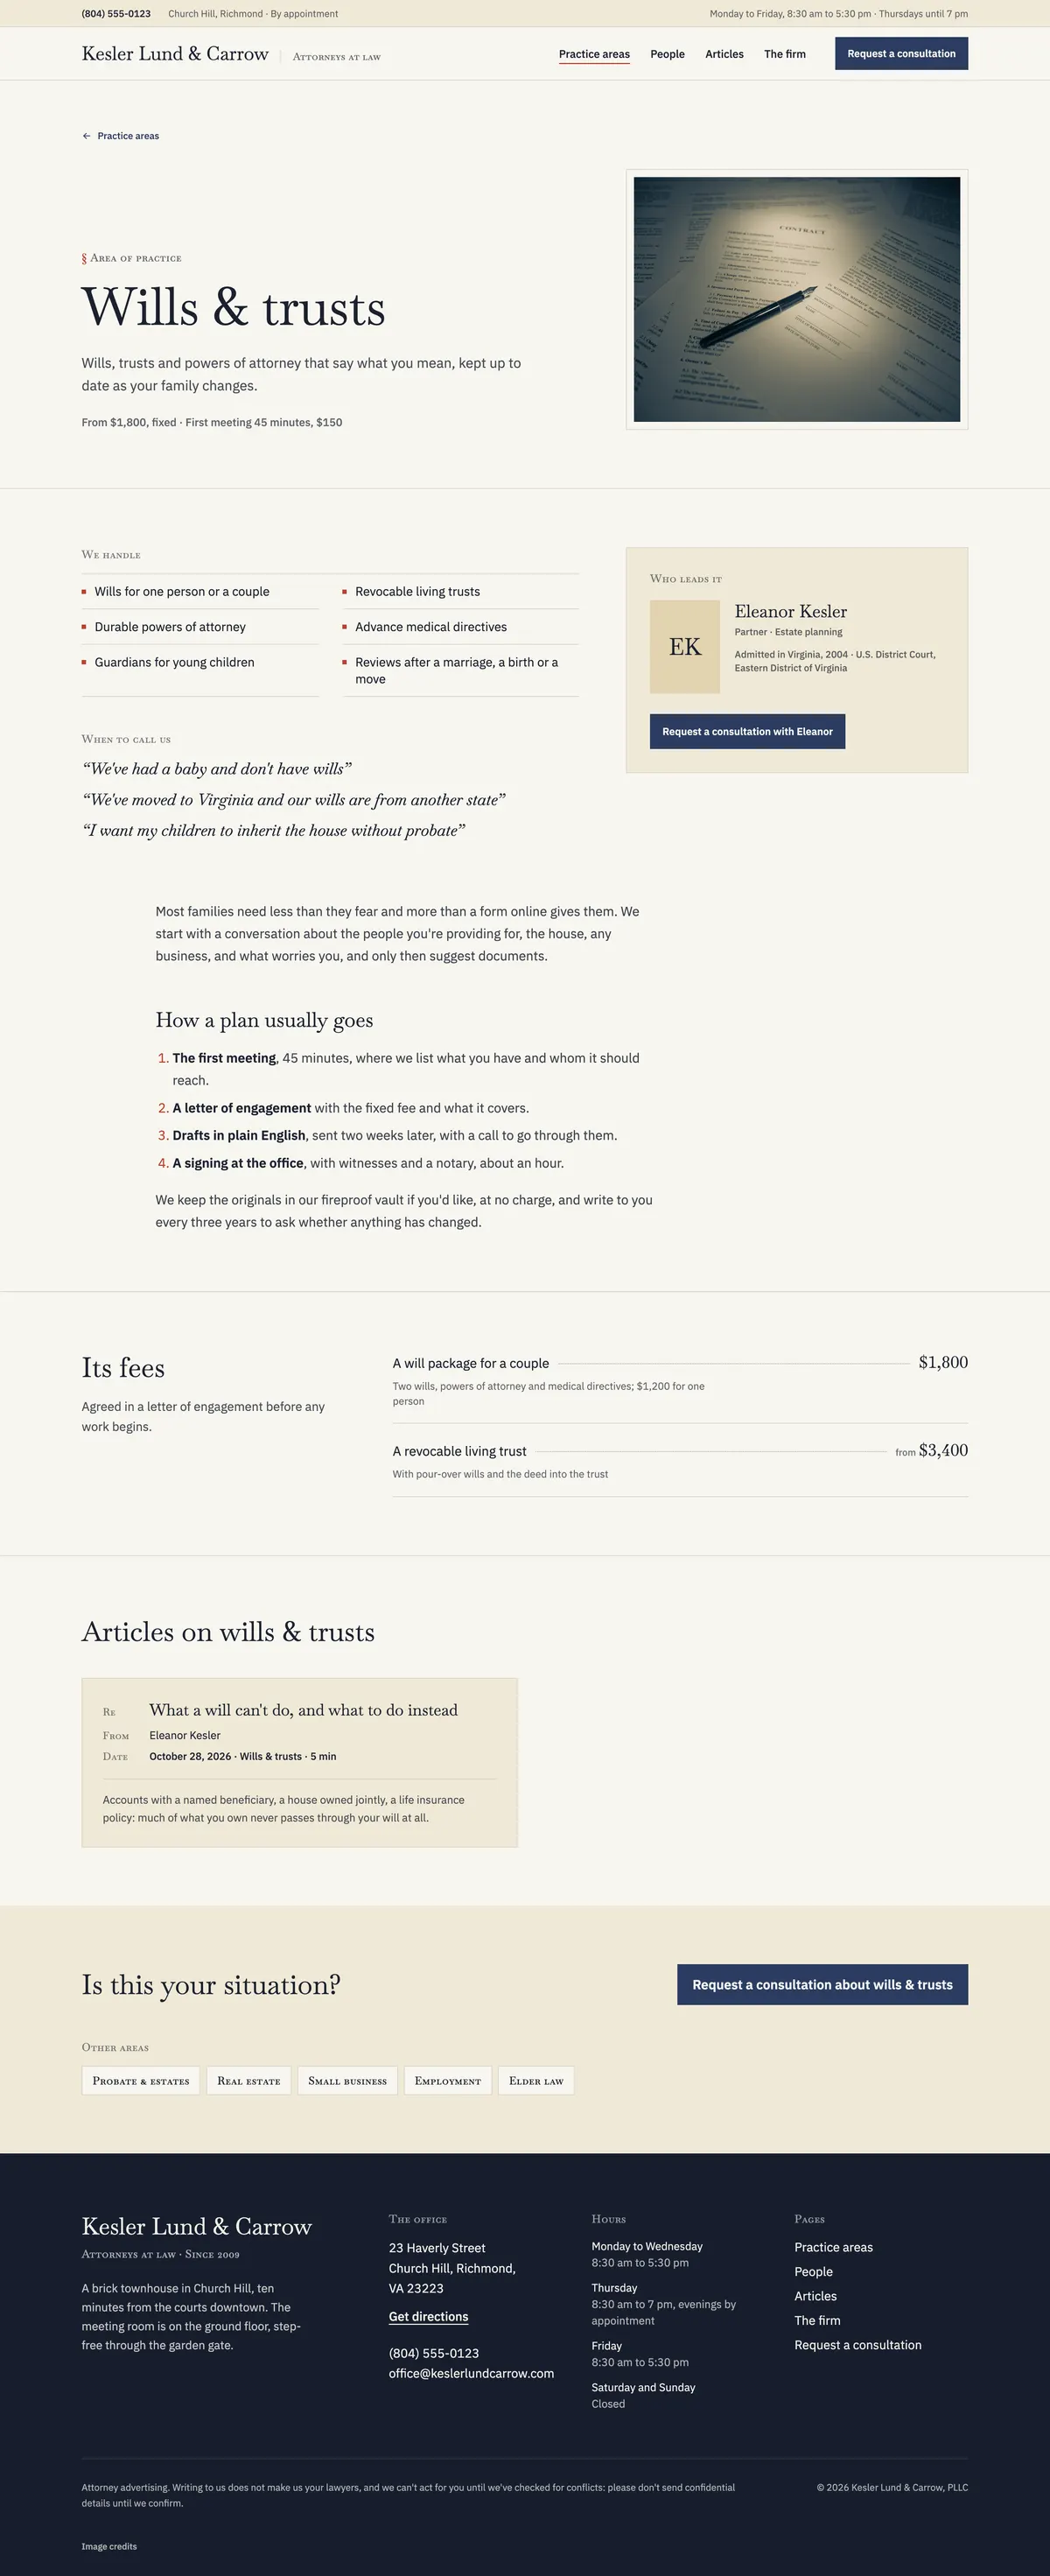 (804) 555-0123 Church Hill, Richmond · By appointment Monday to Friday, 8:30 am to 5:30 pm · Thursdays until 7 pm
Kesler Lund & Carrow Attorneys at law Practice areas People Articles The firm Request a consultation
← Practice areas
CONTRACT
§ Area of practice
Wills & trusts
Wills, trusts and powers of attorney that say what you mean, kept up to
date as your family changes.
From $1,800, fixed · First meeting 45 minutes, $150
We handle
Wills for one person or a couple
Revocable living trusts
Durable powers of attorney
Advance medical directives
Guardians for young children
Reviews after a marriage, a birth or a
move
Who leads it
EK
Eleanor Kesler
Partner · Estate planning
Admitted in Virginia, 2004 · U.S. District Court,
Eastern District of Virginia
Request a consultation with Eleanor
When to call us
“We've had a baby and don't have wills”
“We've moved to Virginia and our wills are from another state”
“I want my children to inherit the house without probate”
Most families need less than they fear and more than a form online gives them. We
start with a conversation about the people you're providing for, the house, any
business, and what worries you, and only then suggest documents.
How a plan usually goes
1. The first meeting, 45 minutes, where we list what you have and whom it should
reach.
2. A letter of engagement with the fixed fee and what it covers.
3. Drafts in plain English, sent two weeks later, with a call to go through them.
4. A signing at the office, with witnesses and a notary, about an hour.
We keep the originals in our fireproof vault if you'd like, at no charge, and write to you
every three years to ask whether anything has changed.
Its fees
Agreed in a letter of engagement before any
work begins.
A will package for a couple $1,800
Two wills, powers of attorney and medical directives; $1,200 for one
person
A revocable living trust from $3,400
With pour-over wills and the deed into the trust
Articles on wills & trusts
Re What a will can't do, and what to do instead
From Eleanor Kesler
Date October 28, 2026 · Wills & trusts · 5 min
Accounts with a named beneficiary, a house owned jointly, a life insurance
policy: much of what you own never passes through your will at all.
Is this your situation?
Request a consultation about wills & trusts
Other areas
Probate & estates Real estate Small business Employment Elder law
Kesler Lund & Carrow
Attorneys at law · Since 2009
A brick townhouse in Church Hill, ten
minutes from the courts downtown. The
meeting room is on the ground floor, step-
free through the garden gate.
The office
23 Haverly Street
Church Hill, Richmond,
VA 23223
Get directions
(804) 555-0123
office@keslerlundcarrow.com
Hours
Monday to Wednesday
8:30 am to 5:30 pm
Thursday
8:30 am to 7 pm, evenings by
appointment
Friday
8:30 am to 5:30 pm
Saturday and Sunday
Closed
Pages
Practice areas
People
Articles
The firm
Request a consultation
Attorney advertising. Writing to us does not make us your lawyers, and we can't act for you until we've checked for conflicts: please don't send confidential
details until we confirm.
© 2026 Kesler Lund & Carrow, PLLC
Image credits